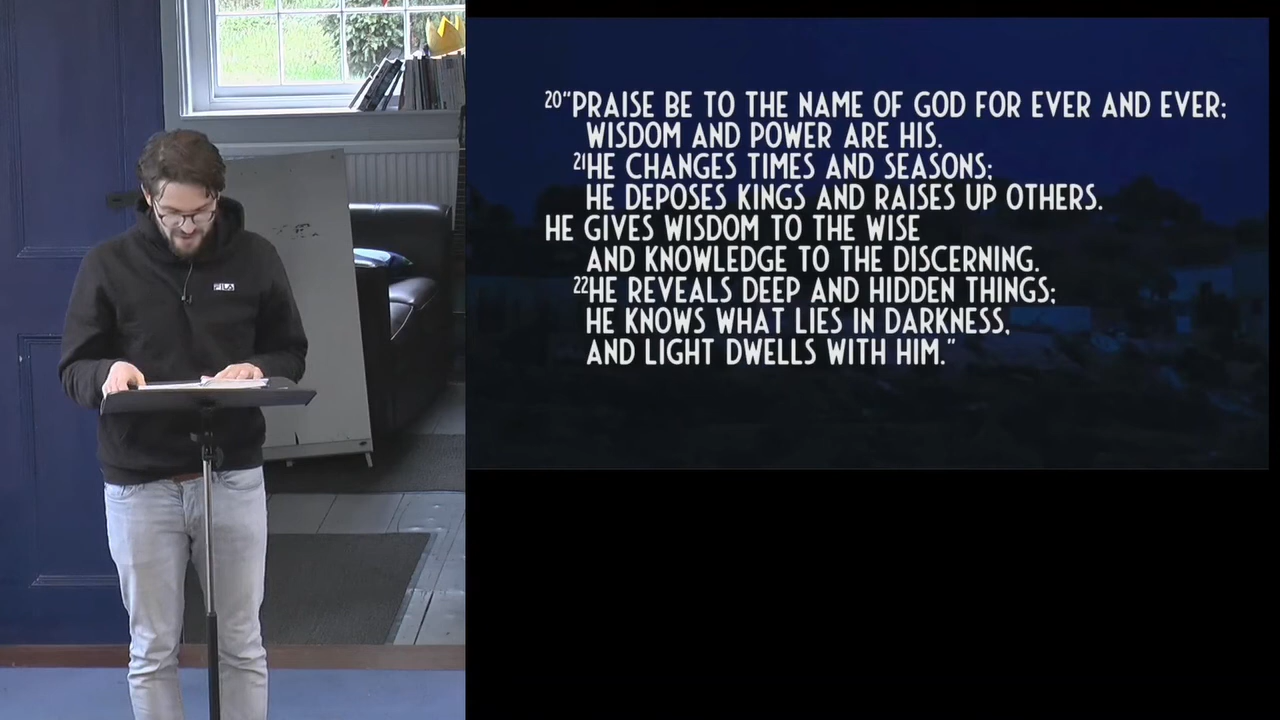 FILA
²⁰“PRAISE BE TO THE NAME OF GOD FOR EVER AND EVER;
WISDOM AND POWER ARE HIS.
²¹HE CHANGES TIMES AND SEASONS;
HE DEPOSES KINGS AND RAISES UP OTHERS.
HE GIVES WISDOM TO THE WISE
AND KNOWLEDGE TO THE DISCERNING.
²²HE REVEALS DEEP AND HIDDEN THINGS;
HE KNOWS WHAT LIES IN DARKNESS,
AND LIGHT DWELLS WITH HIM.”